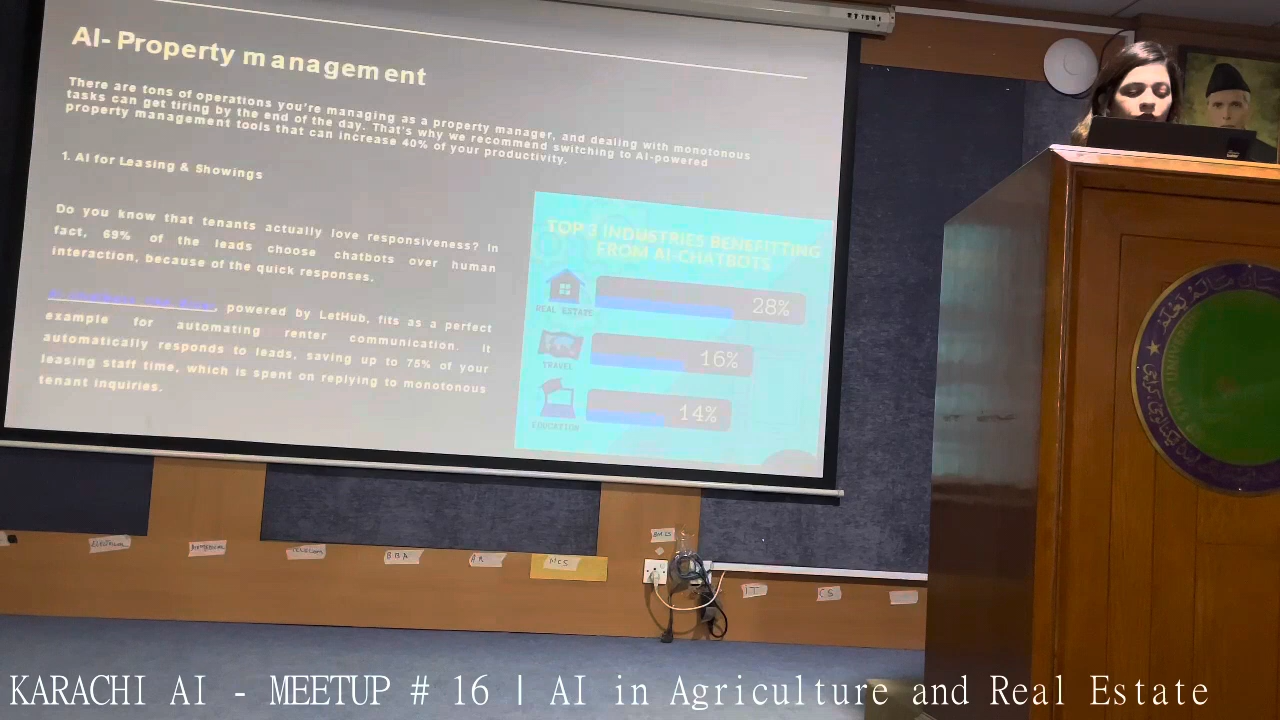 AI- Property management
There are tons of operations you're managing as a property manager, and dealing with monotonous
tasks can get tiring by the end of the day. That's why we recommend switching to AI-powered
property management tools that can increase 40% of your productivity.
1. AI for Leasing & Showings
Do you know that tenants actually love responsiveness? In
fact, 69% of the leads choose chatbots over human
interaction, because of the quick responses.
, powered by LetHub, fits as a perfect
example for automating renter communication. It
automatically responds to leads, saving up to 75% of your
leasing staff time, which is spent on replying to monotonous
tenant inquiries.
TOP 3 INDUSTRIES BENEFITTING
FROM AI-CHATBOTS
REAL ESTATE
28%
TRAVEL
16%
EDUCATION
14%
ELECTRICAL
BIOMEDICAL
TELECOM
BBA
AR
MCS
BMCS
IT
CS
KARACHI AI - MEETUP # 16 | AI in Agriculture and Real Estate